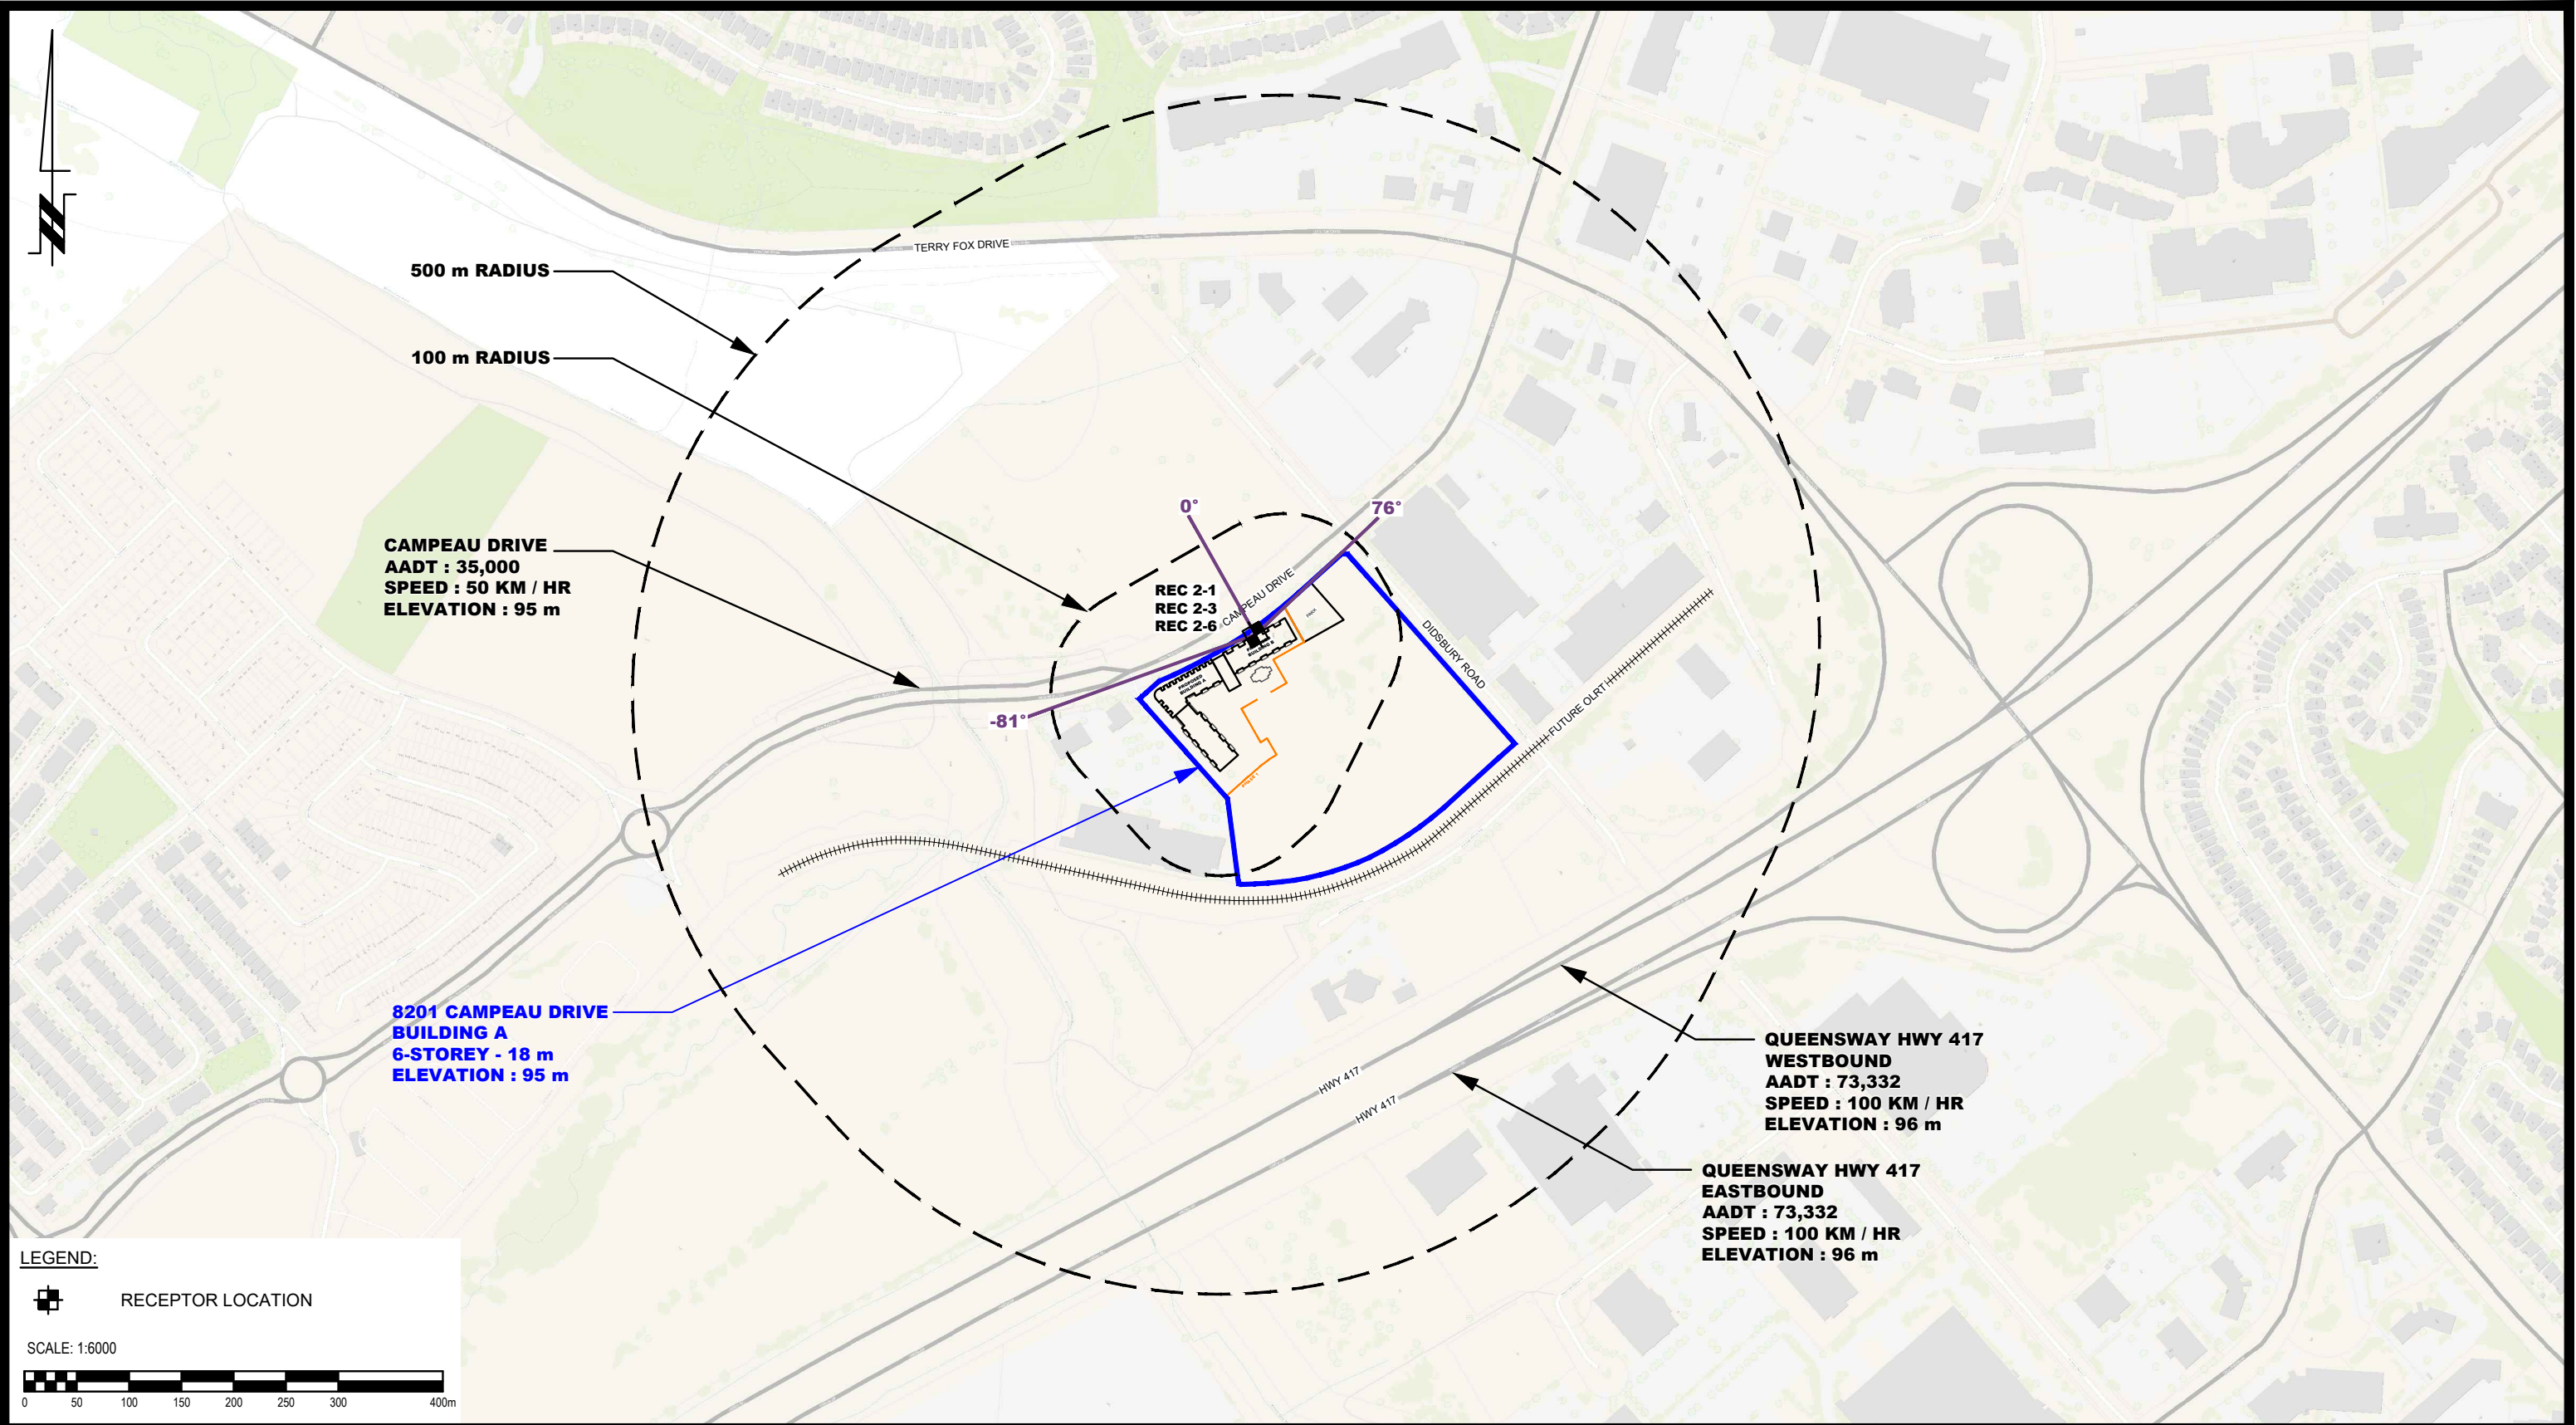 TERRY FOX DRIVE
500 m RADIUS
100 m RADIUS
0°
76°
CAMPEAU DRIVE
AADT : 35,000
SPEED : 50 KM / HR
ELEVATION : 95 m
REC 2-1
REC 2-3
REC 2-6
CAMPEAU DRIVE
DIDSBURY ROAD
PROPOSED
BUILDING A
-81°
FUTURE OLRT
8201 CAMPEAU DRIVE
BUILDING A
6-STOREY - 18 m
ELEVATION : 95 m
HWY 417
HWY 417
QUEENSWAY HWY 417
WESTBOUND
AADT : 73,332
SPEED : 100 KM / HR
ELEVATION : 96 m
QUEENSWAY HWY 417
EASTBOUND
AADT : 73,332
SPEED : 100 KM / HR
ELEVATION : 96 m
LEGEND:
RECEPTOR LOCATION
SCALE: 1:6000
0 50 100 150 200 250 300 400m